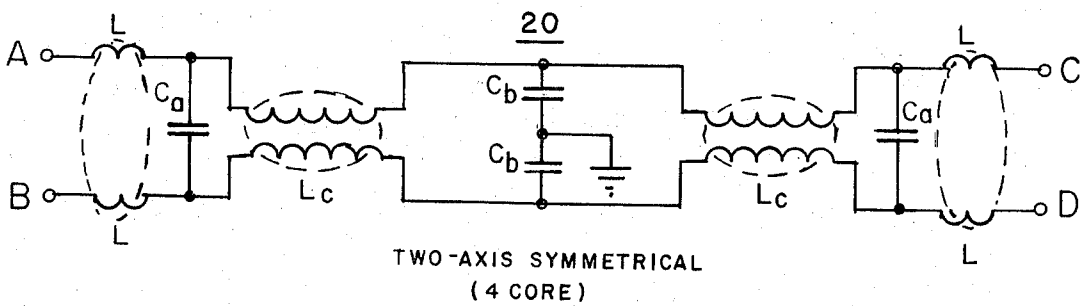 20
L
L
A
C
Ca
Cb
Ca
Cb
B
Lc
Lc
D
L
L
TWO-AXIS SYMMETRICAL
(4 CORE)